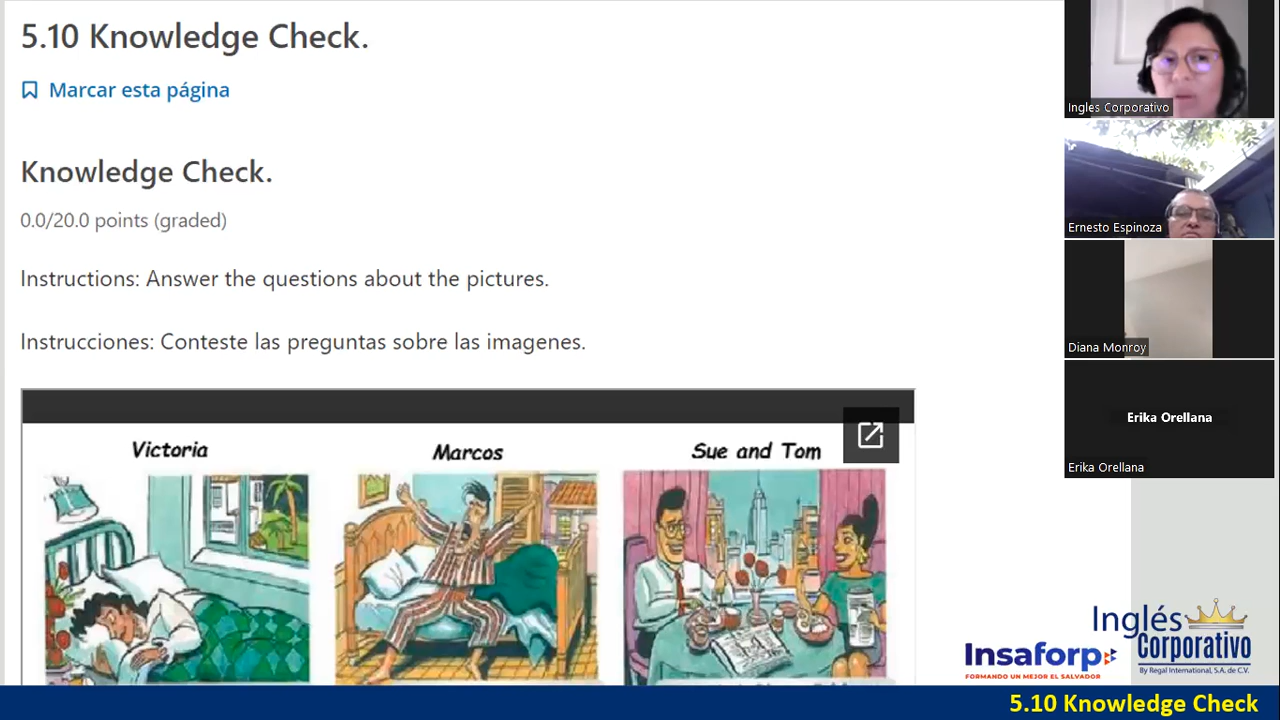 5.10 Knowledge Check.
Marcar esta página
Knowledge Check.
0.0/20.0 points (graded)
Instructions: Answer the questions about the pictures.
Instrucciones: Conteste las preguntas sobre las imagenes.
Victoria
Marcos
Sue and Tom
Ingles Corporativo
Ernesto Espinoza
Diana Monroy
Erika Orellana
Erika Orellana
Insaforp
FORMANDO UN MEJOR EL SALVADOR
Inglés
Corporativo
By Regal International, S.A. de C.V.
5.10 Knowledge Check